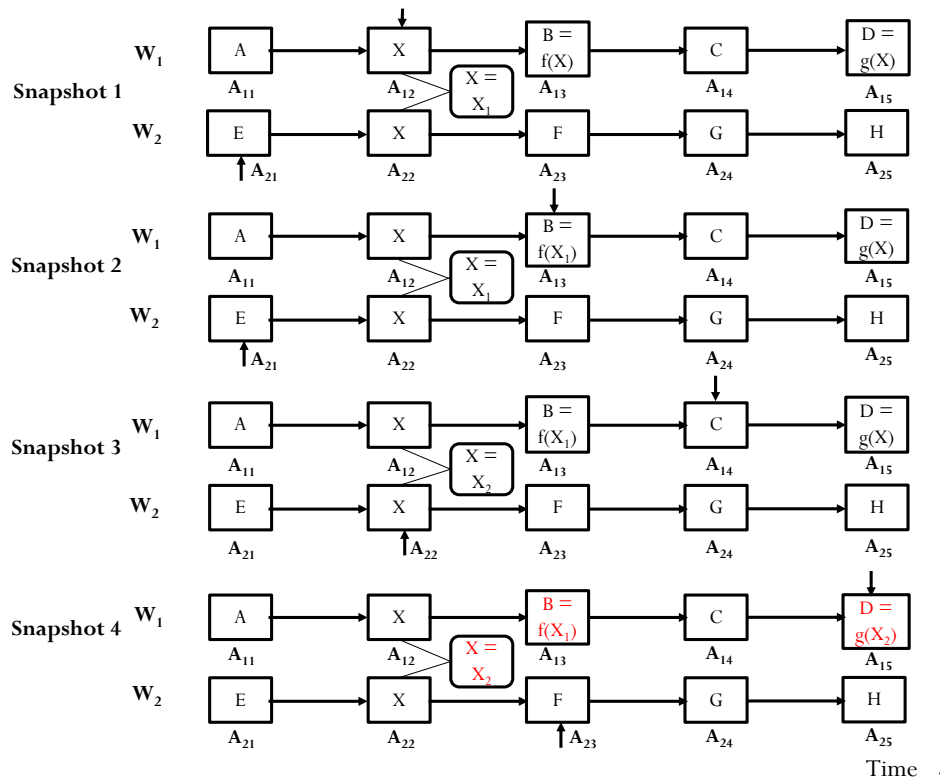 W₁ A X B = f(X) C D = g(X)
Snapshot 1 A₁₁ A₁₂ X = X₁ A₁₃ A₁₄ A₁₅
W₂ E X F G H
A₂₁ A₂₂ A₂₃ A₂₄ A₂₅
W₁ A X B = f(X₁) C D = g(X)
Snapshot 2 A₁₁ A₁₂ X = X₁ A₁₃ A₁₄ A₁₅
W₂ E X F G H
A₂₁ A₂₂ A₂₃ A₂₄ A₂₅
W₁ A X B = f(X₁) C D = g(X)
Snapshot 3 A₁₁ A₁₂ X = X₂ A₁₃ A₁₄ A₁₅
W₂ E X F G H
A₂₁ A₂₂ A₂₃ A₂₄ A₂₅
W₁ A X B = f(X₁) C D = g(X₂)
Snapshot 4 A₁₁ A₁₂ X = X₂ A₁₃ A₁₄ A₁₅
W₂ E X F G H
A₂₁ A₂₂ A₂₃ A₂₄ A₂₅
Time